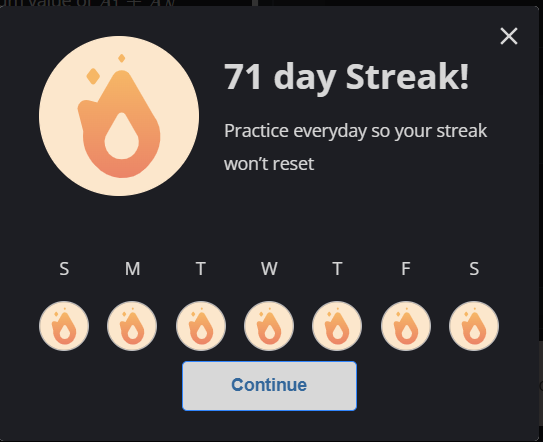 71 day Streak!
Practice everyday so your streak
won't reset
S M T W T F S
Continue